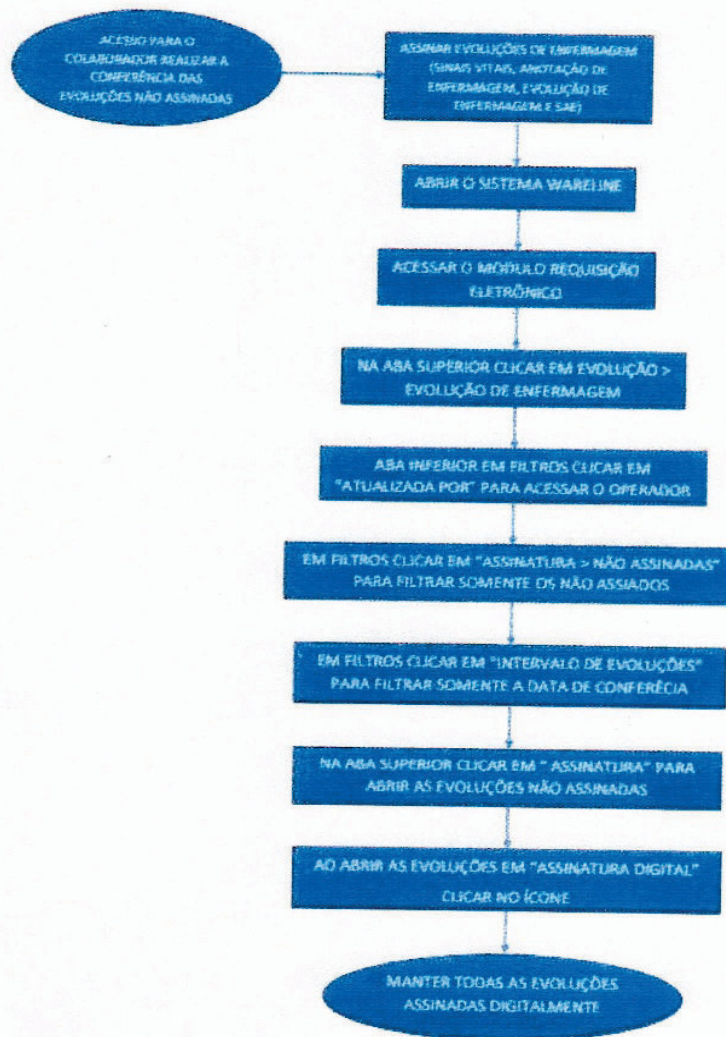 ACESSO PARA O
COLABORADOR REALIZAR A
CONFERÊNCIA DAS
EVOLUÇÕES NÃO ASSINADAS
ASSINAR EVOLUÇÕES DE ENFERMAGEM
(SINAIS VITAIS, ANOTAÇÃO DE
ENFERMAGEM, EVOLUÇÃO DE
ENFERMAGEM E SAE)
ABRIR O SISTEMA WARELINE
ACESSAR O MÓDULO REQUISIÇÃO
ELETRÔNICO
NA ABA SUPERIOR CLICAR EM EVOLUÇÃO >
EVOLUÇÃO DE ENFERMAGEM
ABA INFERIOR EM FILTROS CLICAR EM
"ATUALIZADA POR" PARA ACESSAR O OPERADOR
EM FILTROS CLICAR EM "ASSINATURA > NÃO ASSINADAS"
PARA FILTRAR SOMENTE OS NÃO ASSIADOS
EM FILTROS CLICAR EM "INTERVALO DE EVOLUÇÕES"
PARA FILTRAR SOMENTE A DATA DE CONFERÊCIA
NA ABA SUPERIOR CLICAR EM " ASSINATURA" PARA
ABRIR AS EVOLUÇÕES NÃO ASSINADAS
AO ABRIR AS EVOLUÇÕES EM "ASSINATURA DIGITAL"
CLICAR NO ÍCONE
MANTER TODAS AS EVOLUÇÕES
ASSINADAS DIGITALMENTE